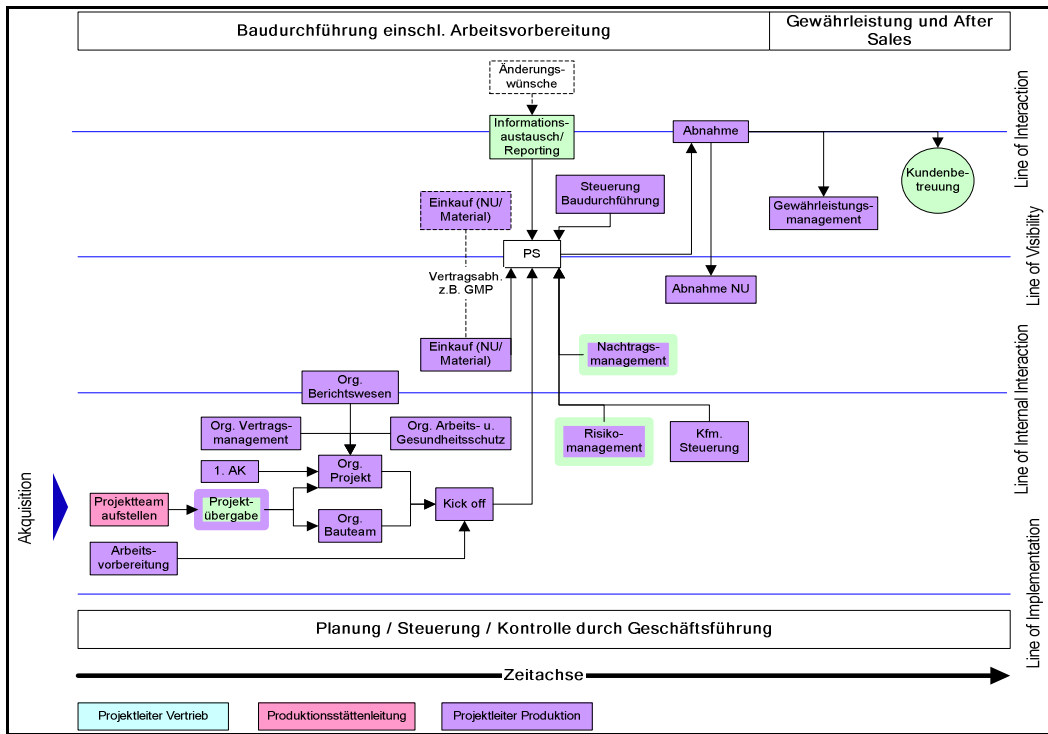 Baudurchführung einschl. Arbeitsvorbereitung
Gewährleistung und After
Sales
Änderungs-
wünsche
Informations-
austausch/
Reporting
Abnahme
Kundenbe-
treuung
Steuerung
Baudurchführung
Einkauf (NU/
Material)
Gewährleistungs-
management
PS
Vertragsabh.
z.B. GMP
Abnahme NU
Einkauf (NU/
Material)
Nachtrags-
management
Org.
Berichtswesen
Org. Vertrags-
management
Org. Arbeits- u.
Gesundheitsschutz
Risiko-
management
Kfm.
Steuerung
1. AK
Org.
Projekt
Projektteam
aufstellen
Projekt-
übergabe
Kick off
Org.
Bauteam
Arbeits-
vorbereitung
Akquisition
Line of Interaction
Line of Visibility
Line of Internal Interaction
Line of Implementation
Planung / Steuerung / Kontrolle durch Geschäftsführung
Zeitachse
Projektleiter Vertrieb
Produktionsstättenleitung
Projektleiter Produktion